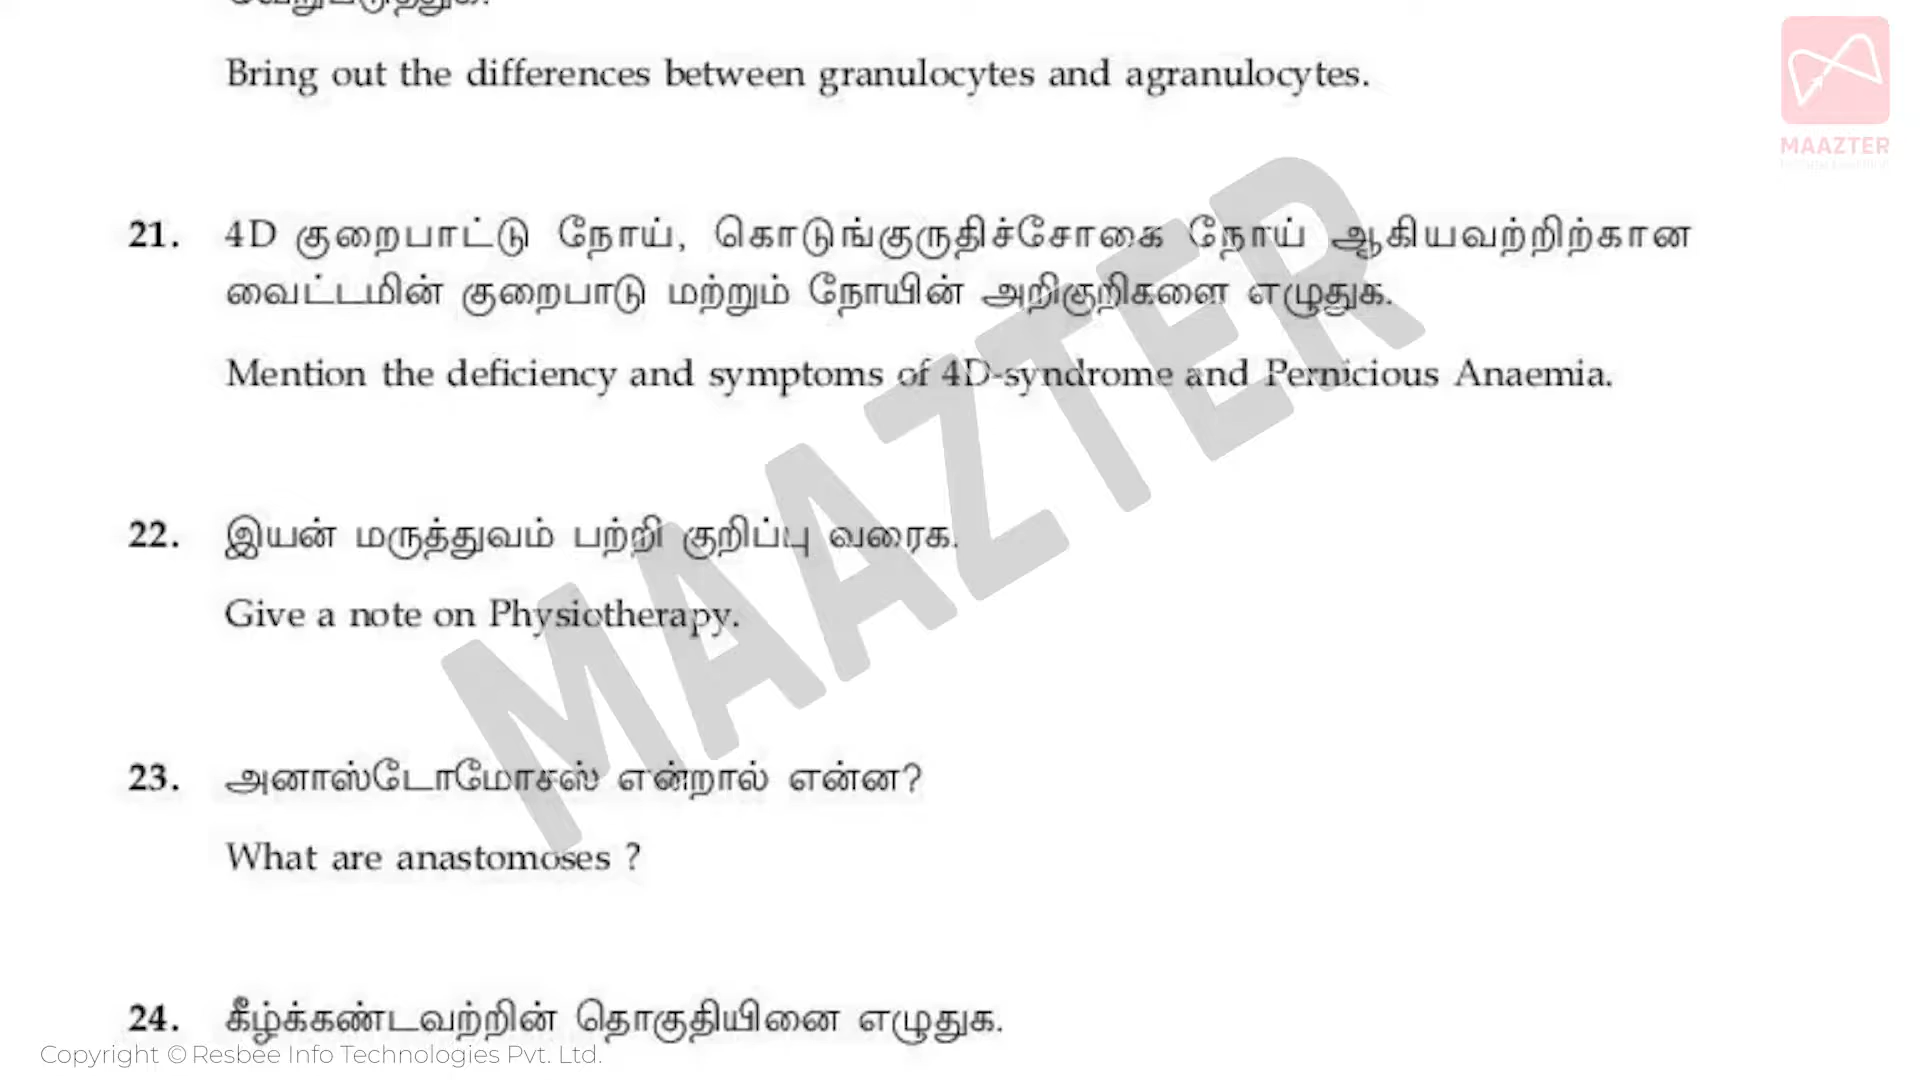 வேறுபடுத்துக.
Bring out the differences between granulocytes and agranulocytes.
MAAZTER
21. 4D குறைபாட்டு நோய், கொடுங்குருதிச்சோகை நோய் ஆகியவற்றிற்கான
வைட்டமின் குறைபாடு மற்றும் நோயின் அறிகுறிகளை எழுதுக.
Mention the deficiency and symptoms of 4D-syndrome and Pernicious Anaemia.
MAAZTER
22. இயன் மருத்துவம் பற்றி குறிப்பு வரைக.
Give a note on Physiotherapy.
23. அனாஸ்டோமோசஸ் என்றால் என்ன?
What are anastomoses ?
24. கீழ்க்கண்டவற்றின் தொகுதியினை எழுதுக.
Copyright © Resbee Info Technologies Pvt. Ltd.